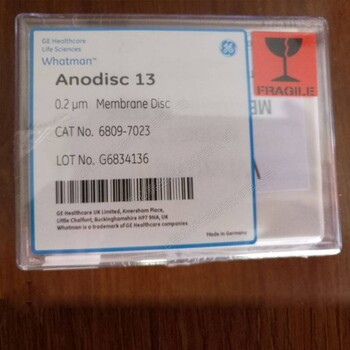 GE Healthcare
Life Sciences
Whatman™
Anodisc 13
0.2 μm Membrane Disc
CAT No. 6809-7023
LOT No. G6834136
GE Healthcare UK Limited, Amersham Place,
Little Chalfont, Buckinghamshire HP7 9NA, UK
Whatman is a trademark of GE Healthcare companies.
Made in Germany
FRAGILE